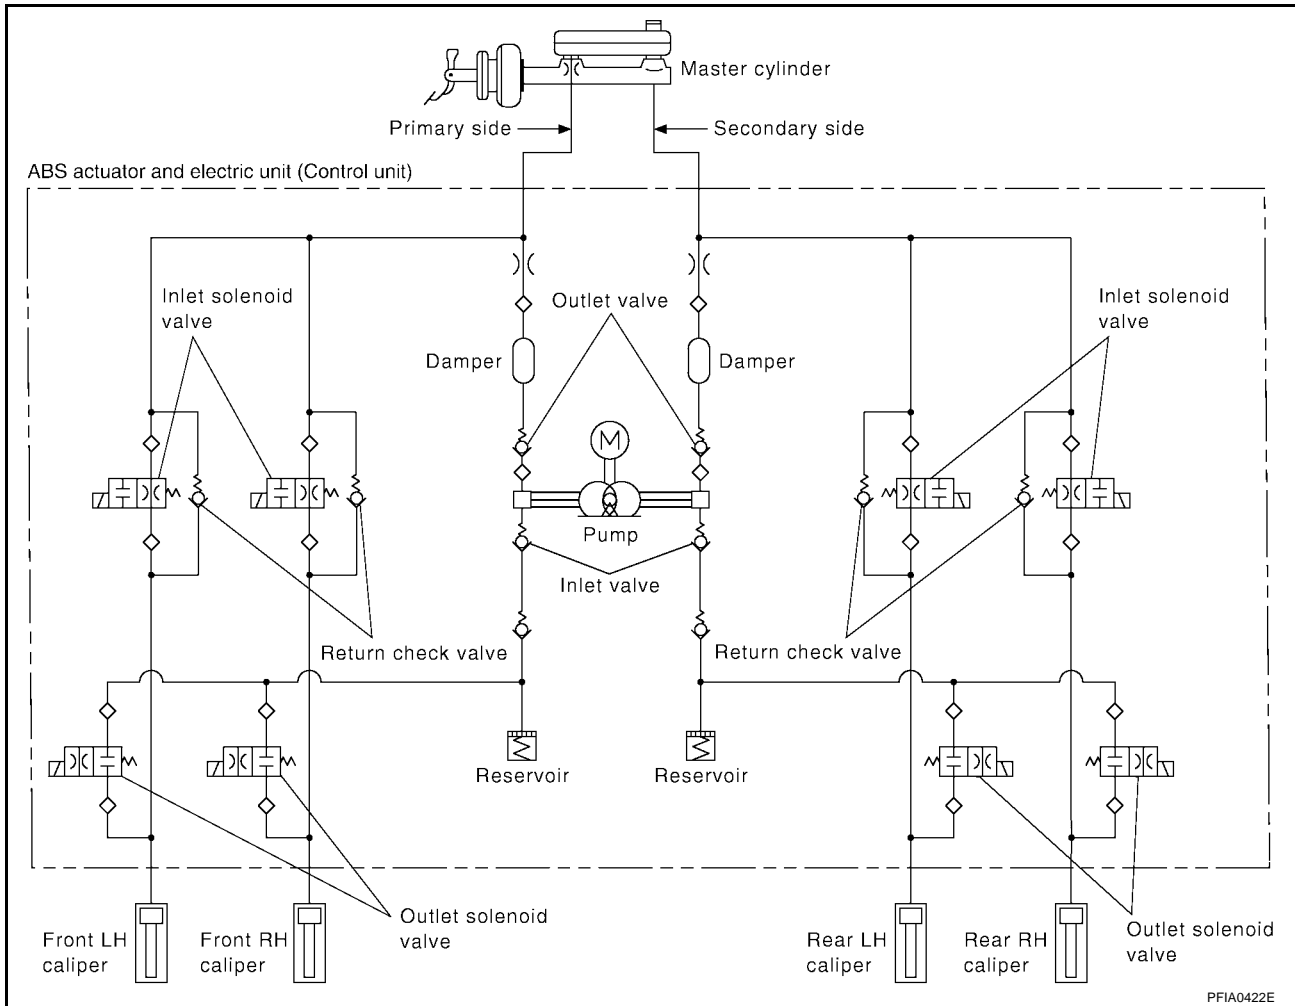 Master cylinder
Primary side
Secondary side
ABS actuator and electric unit (Control unit)
Inlet solenoid
valve
Outlet valve
Inlet solenoid
valve
Damper
Damper
M
Pump
Inlet valve
Return check valve
Return check valve
Reservoir
Reservoir
Outlet solenoid
valve
Outlet solenoid
valve
Front LH
caliper
Front RH
caliper
Rear LH
caliper
Rear RH
caliper
PFIA0422E